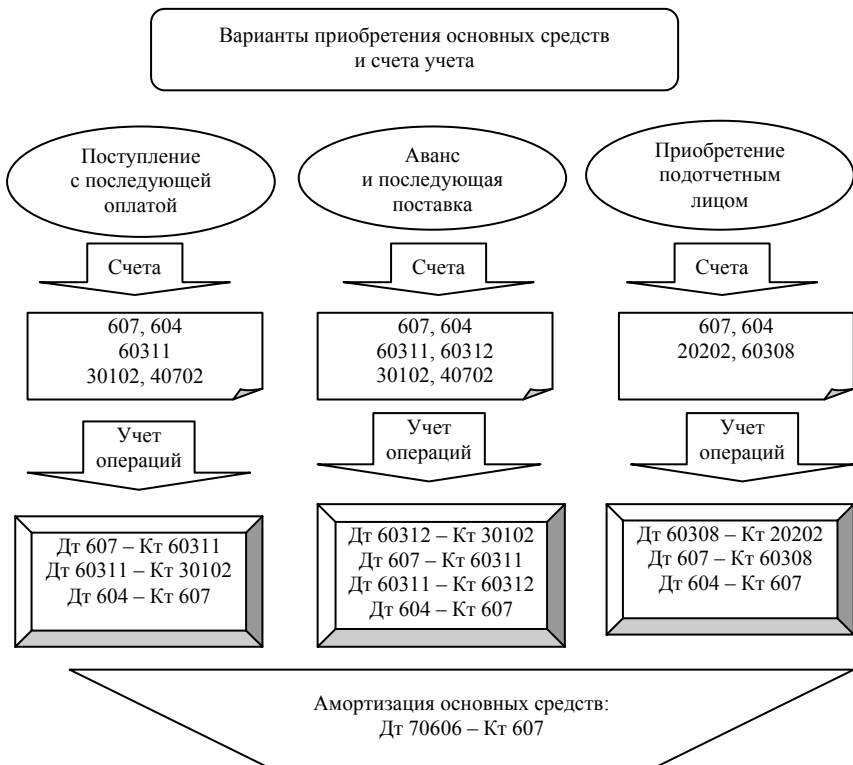 Варианты приобретения основных средств
и счета учета
Поступление
с последующей
оплатой
Аванс
и последующая
поставка
Приобретение
подотчетным
лицом
Счета
Счета
Счета
607, 604
60311
30102, 40702
607, 604
60311, 60312
30102, 40702
607, 604
20202, 60308
Учет
операций
Учет
операций
Учет
операций
Дт 607 – Кт 60311
Дт 60311 – Кт 30102
Дт 604 – Кт 607
Дт 60312 – Кт 30102
Дт 607 – Кт 60311
Дт 60311 – Кт 60312
Дт 604 – Кт 607
Дт 60308 – Кт 20202
Дт 607 – Кт 60308
Дт 604 – Кт 607
Амортизация основных средств:
Дт 70606 – Кт 607